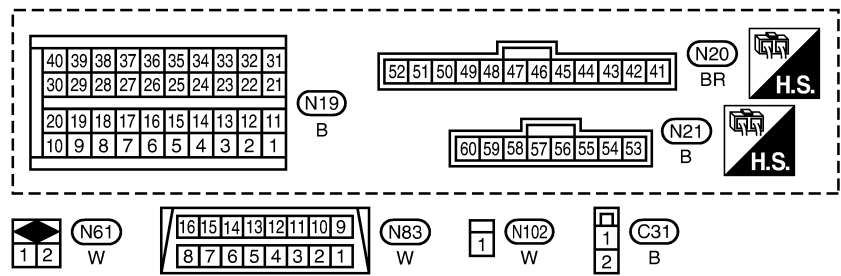 40 39 38 37 36 35 34 33 32 31
30 29 28 27 26 25 24 23 22 21
20 19 18 17 16 15 14 13 12 11
10 9 8 7 6 5 4 3 2 1
N19
B
52 51 50 49 48 47 46 45 44 43 42 41
N20
BR
H.S.
60 59 58 57 56 55 54 53
N21
B
H.S.
1 2
N61
W
16 15 14 13 12 11 10 9
8 7 6 5 4 3 2 1
N83
W
1
N102
W
1
2
C31
B